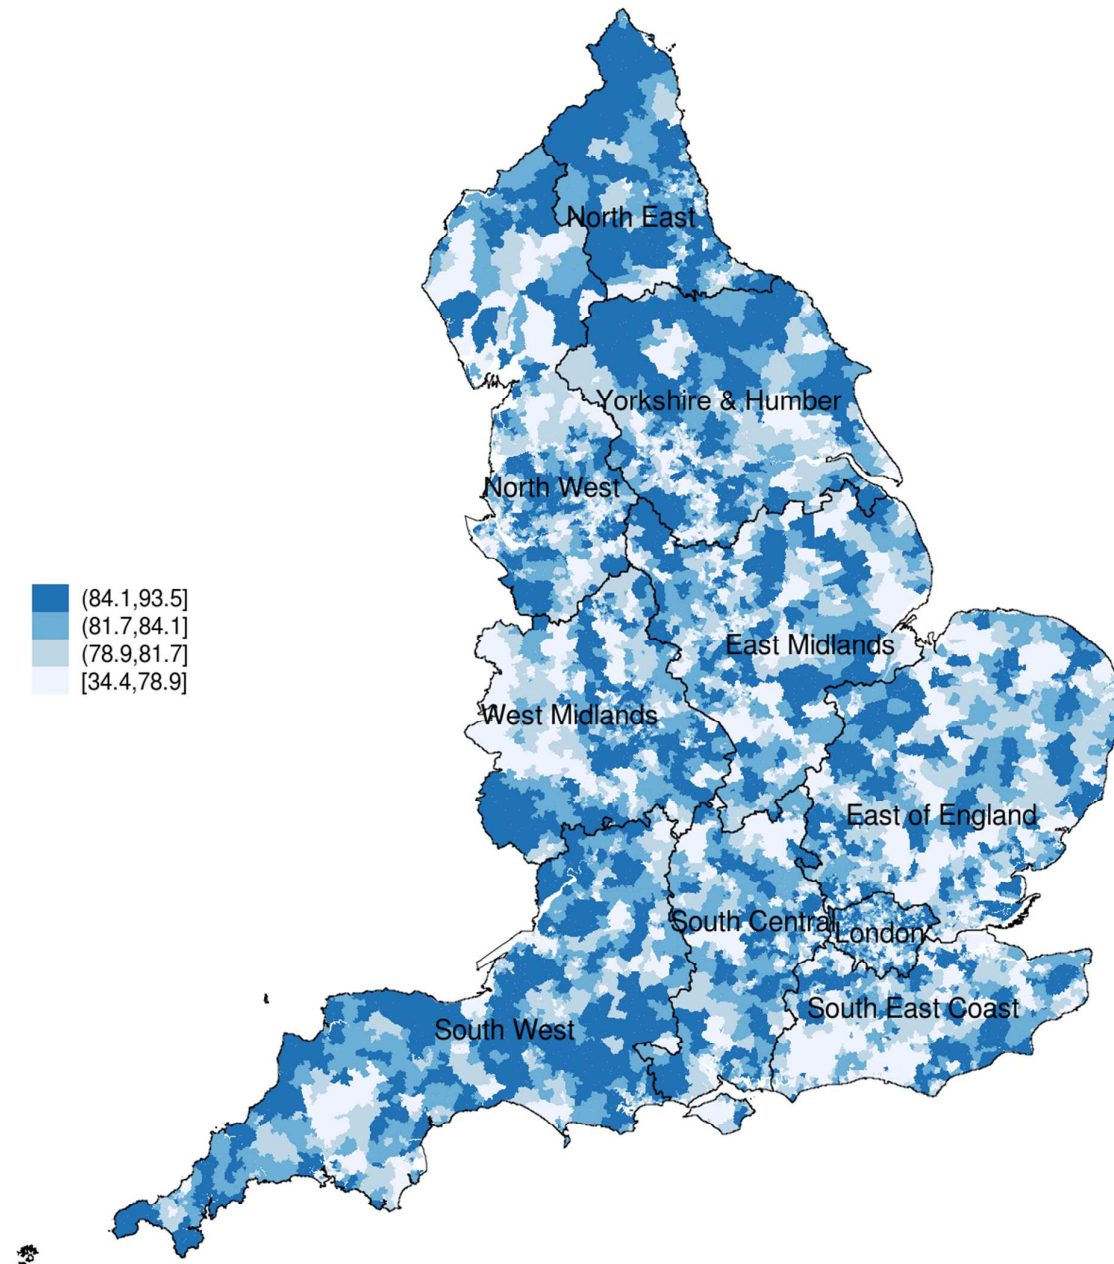 North East
Yorkshire & Humber
North West
(84.1,93.5]
(81.7,84.1]
(78.9,81.7]
[34.4,78.9]
East Midlands
West Midlands
East of England
South Central
London
South East Coast
South West